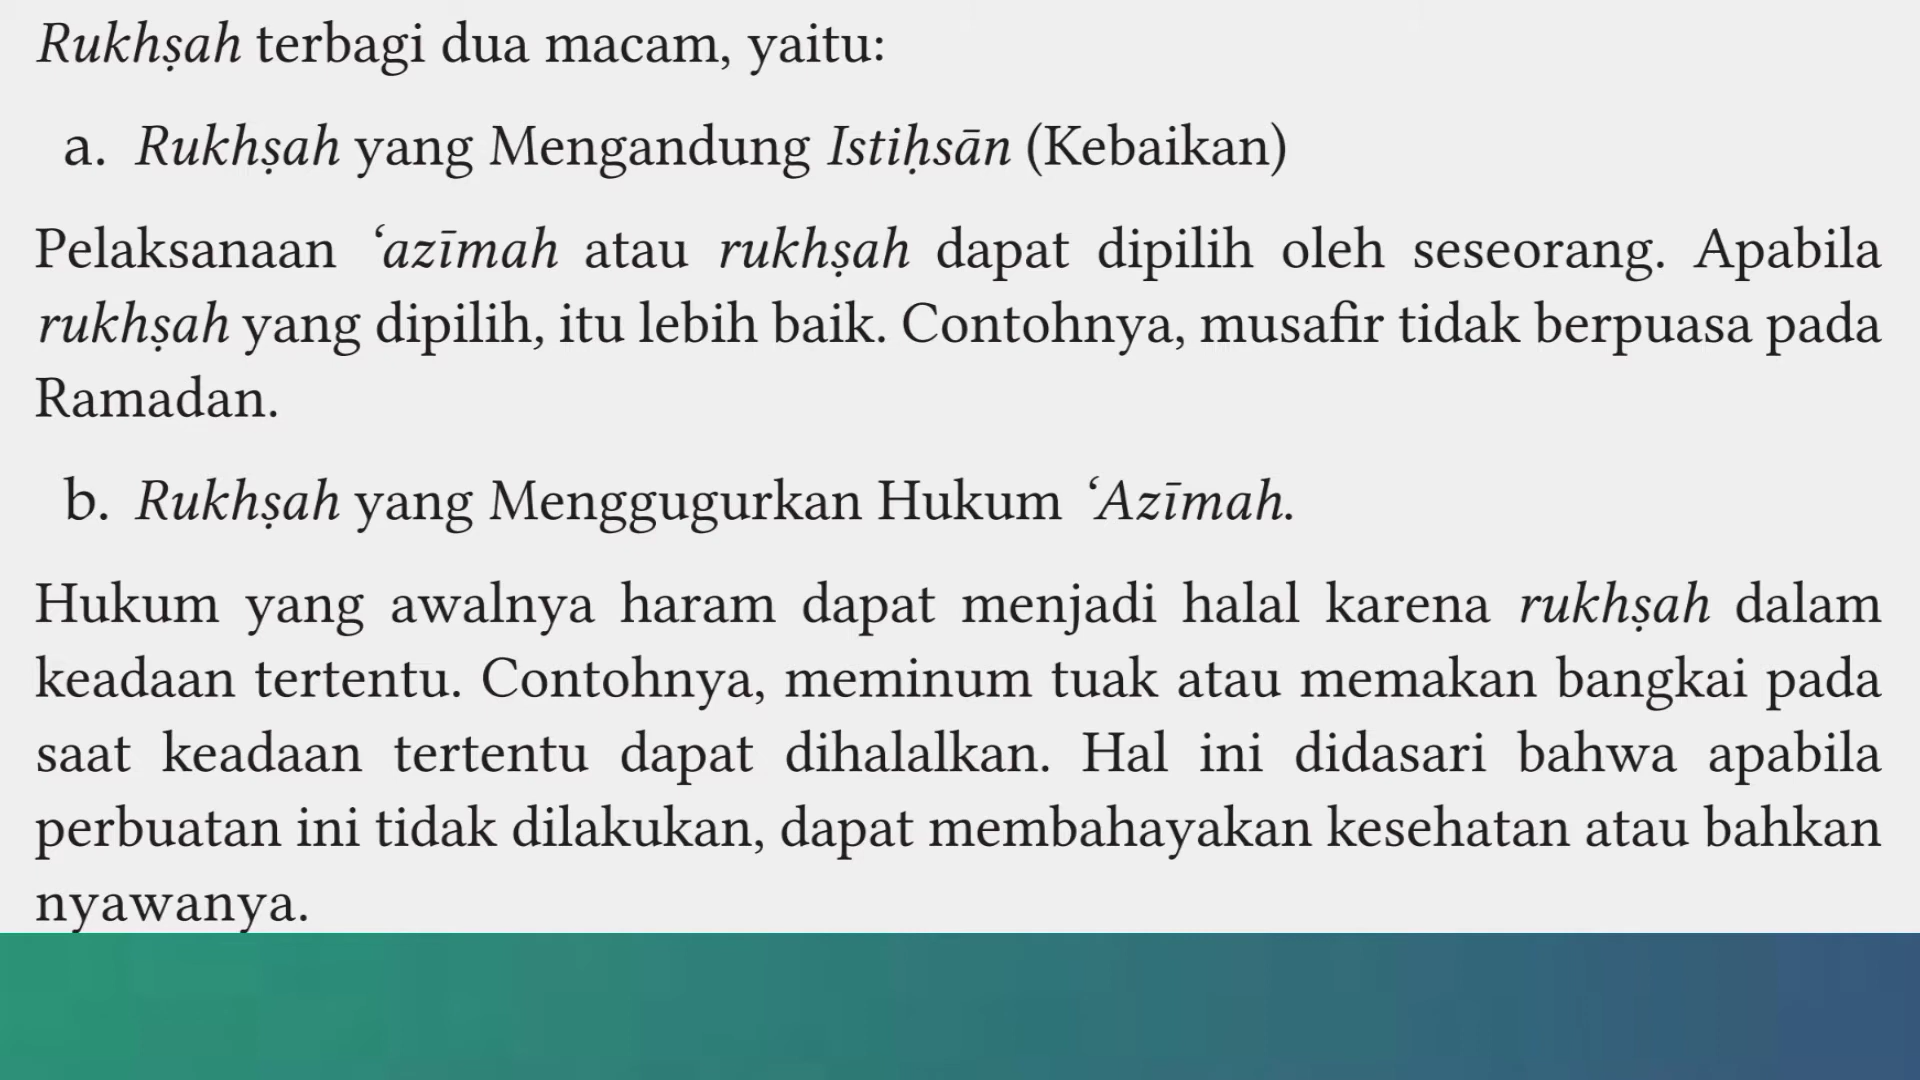 Rukhṣah terbagi dua macam, yaitu:
a. Rukhṣah yang Mengandung Istiḥsān (Kebaikan)
Pelaksanaan ‘azīmah atau rukhṣah dapat dipilih oleh seseorang. Apabila
rukhṣah yang dipilih, itu lebih baik. Contohnya, musafir tidak berpuasa pada
Ramadan.
b. Rukhṣah yang Menggugurkan Hukum ‘Azīmah.
Hukum yang awalnya haram dapat menjadi halal karena rukhṣah dalam
keadaan tertentu. Contohnya, meminum tuak atau memakan bangkai pada
saat keadaan tertentu dapat dihalalkan. Hal ini didasari bahwa apabila
perbuatan ini tidak dilakukan, dapat membahayakan kesehatan atau bahkan
nyawanya.